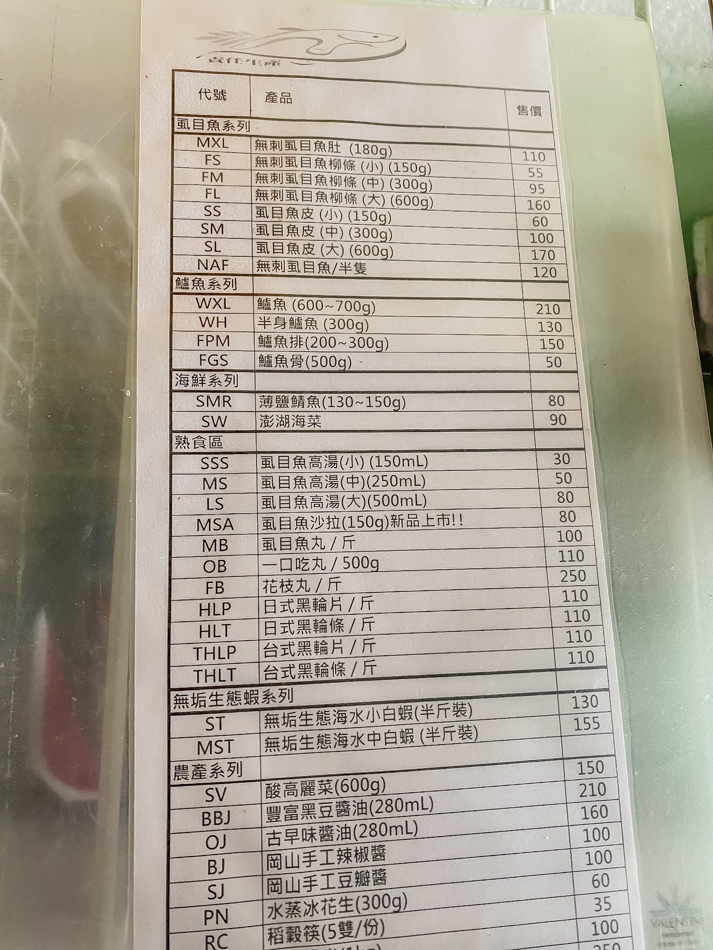 代號 產品 售價
虱目魚系列
MXL 無刺虱目魚肚 (180g) 110
FS 無刺虱目魚柳條 (小) (150g) 55
FM 無刺虱目魚柳條 (中) (300g) 95
FL 無刺虱目魚柳條 (大) (600g) 160
SS 虱目魚皮 (小) (150g) 60
SM 虱目魚皮 (中) (300g) 100
SL 虱目魚皮 (大) (600g) 170
NAF 無刺虱目魚/半隻 120
鱸魚系列
WXL 鱸魚 (600~700g) 210
WH 半身鱸魚 (300g) 130
FPM 鱸魚排(200~300g) 150
FGS 鱸魚骨(500g) 50
海鮮系列
SMR 薄鹽鯖魚(130~150g) 80
SW 澎湖海菜 90
熟食區
SSS 虱目魚高湯(小) (150mL) 30
MS 虱目魚高湯(中)(250mL) 50
LS 虱目魚高湯(大)(500mL) 80
MSA 虱目魚沙拉(150g)新品上市!! 80
MB 虱目魚丸 / 斤 100
OB 一口吃丸 / 500g 110
FB 花枝丸 / 斤 250
HLP 日式黑輪片 / 斤 110
HLT 日式黑輪條 / 斤 110
THLP 台式黑輪片 / 斤 110
THLT 台式黑輪條 / 斤 110
無垢生態蝦系列
ST 無垢生態海水小白蝦(半斤裝) 130
MST 無垢生態海水中白蝦 (半斤裝) 155
農產系列
SV 酸高麗菜(600g) 150
BBJ 豐富黑豆醬油(280mL) 210
OJ 古早味醬油(280mL) 160
BJ 岡山手工辣椒醬 100
SJ 岡山手工豆瓣醬 100
PN 水蒸冰花生(300g) 60
RC 稻穀筷(5雙/份) 35
100